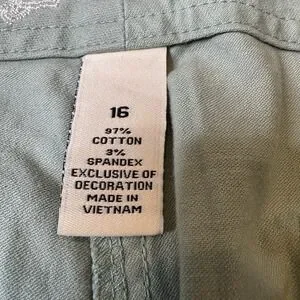 16
97%
COTTON
3%
SPANDEX
EXCLUSIVE OF
DECORATION
MADE IN
VIETNAM